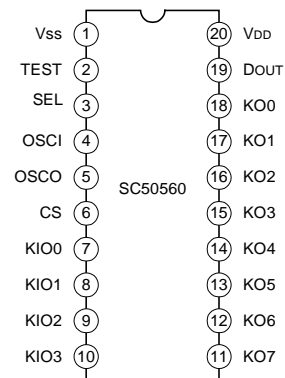 Vss 1 20 VDD
TEST 2 19 DOUT
SEL 3 18 KO0
OSCI 4 17 KO1
OSCO 5 16 KO2
SC50560
CS 6 15 KO3
KIO0 7 14 KO4
KIO1 8 13 KO5
KIO2 9 12 KO6
KIO3 10 11 KO7